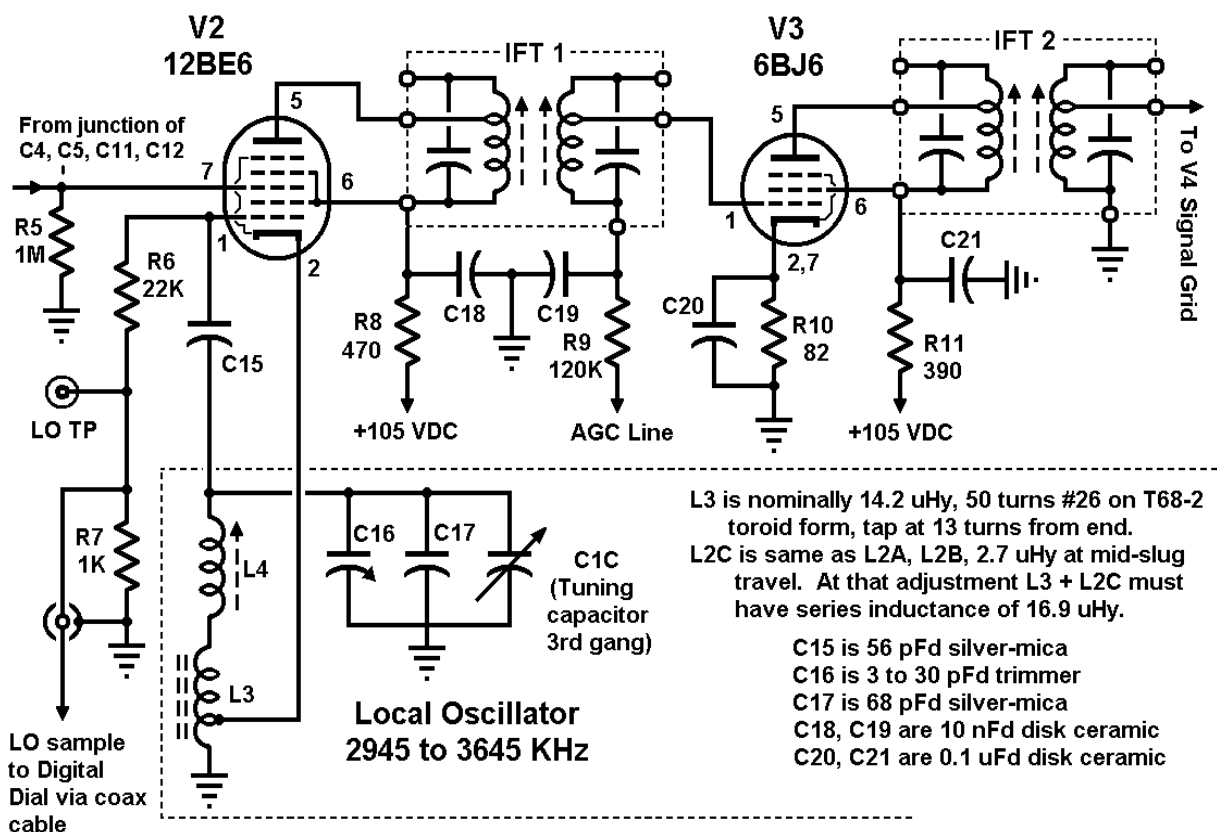 V2
12BE6
IFT 1
V3
6BJ6
IFT 2
From junction of
C4, C5, C11, C12
5
7
6
1
2
R5
1M
R6
22K
C15
LO TP
R7
1K
C18
C19
R8
470
R9
120K
+105 VDC
AGC Line
5
1
6
2,7
C20
R10
82
C21
R11
390
+105 VDC
To V4 Signal Grid
L4
L3
C16
C17
C1C
(Tuning
capacitor
3rd gang)
Local Oscillator
2945 to 3645 KHz
LO sample
to Digital
Dial via coax
cable
L3 is nominally 14.2 uHy, 50 turns #26 on T68-2
toroid form, tap at 13 turns from end.
L2C is same as L2A, L2B, 2.7 uHy at mid-slug
travel. At that adjustment L3 + L2C must
have series inductance of 16.9 uHy.
C15 is 56 pFd silver-mica
C16 is 3 to 30 pFd trimmer
C17 is 68 pFd silver-mica
C18, C19 are 10 nFd disk ceramic
C20, C21 are 0.1 uFd disk ceramic